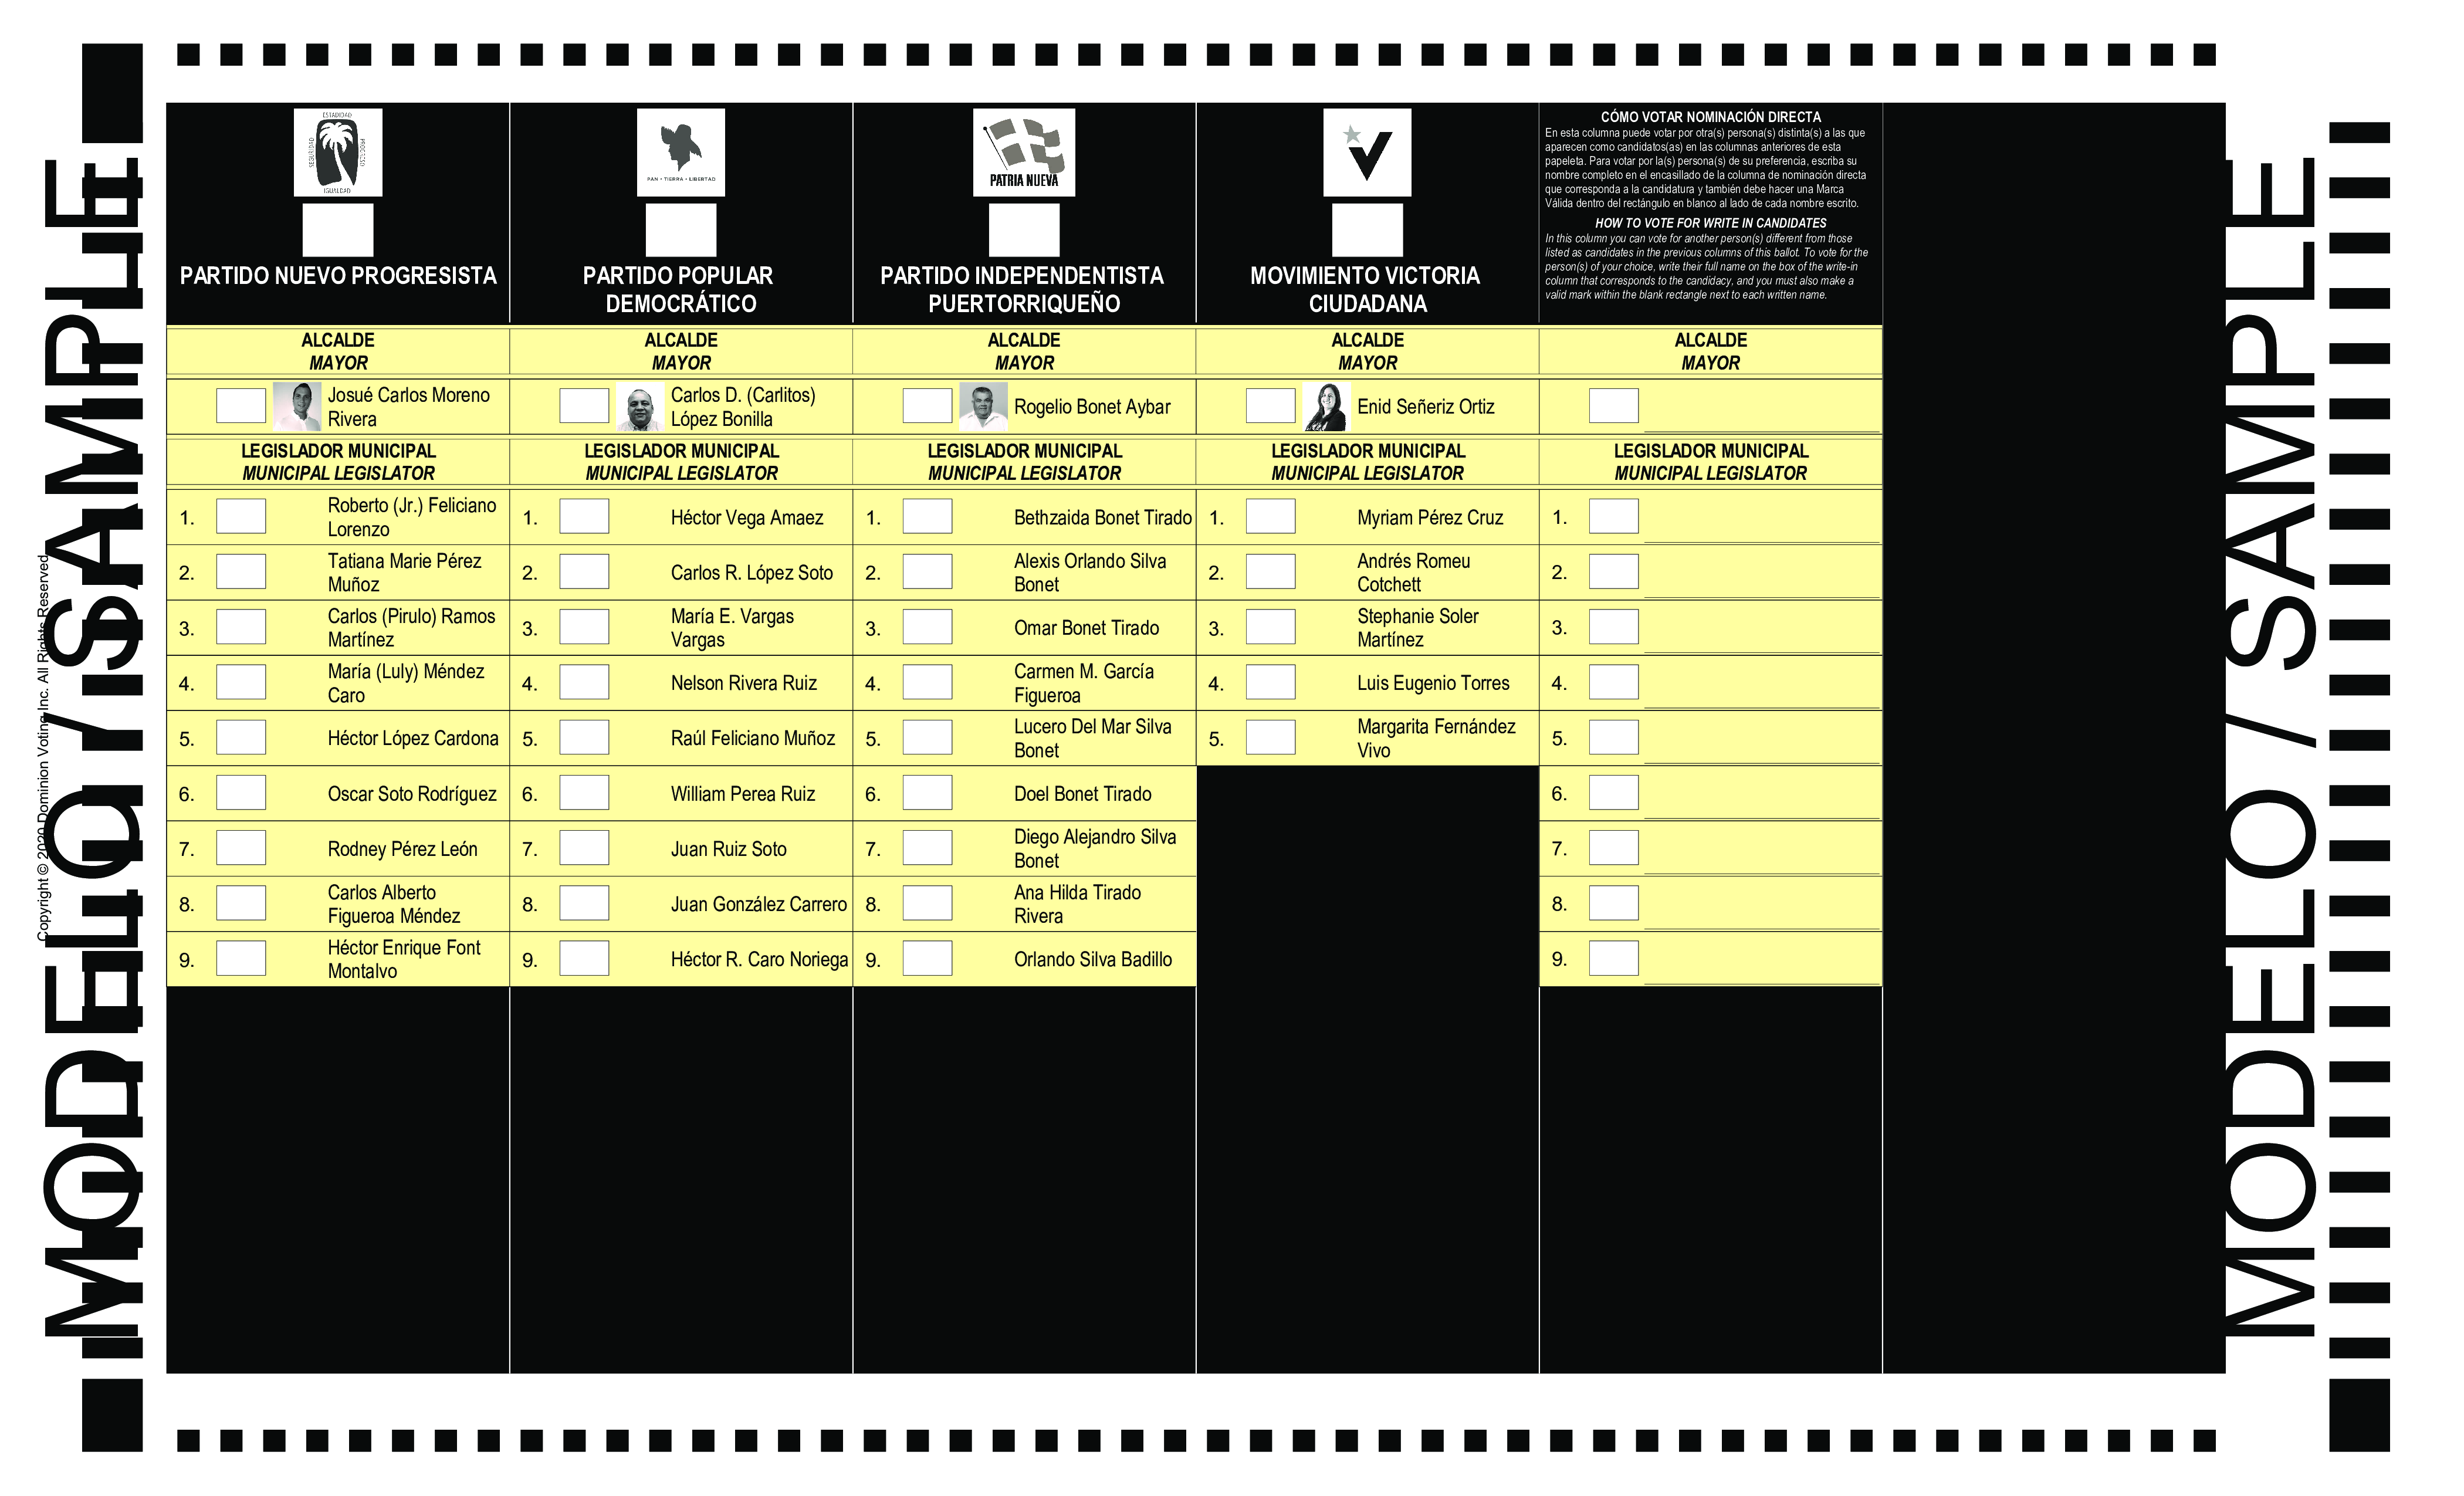 MODELO / SAMPLE
Copyright © 2020 Dominion Voting Inc. All Rights Reserved
ESTADIDAD
SEGURIDAD
PROGRESO
IGUALDAD
PARTIDO NUEVO PROGRESISTA
PAN • TIERRA • LIBERTAD
PARTIDO POPULAR
DEMOCRÁTICO
PATRIA NUEVA
PARTIDO INDEPENDENTISTA
PUERTORRIQUEÑO
MOVIMIENTO VICTORIA
CIUDADANA
CÓMO VOTAR NOMINACIÓN DIRECTA
En esta columna puede votar por otra(s) persona(s) distinta(s) a las que
aparecen como candidatos(as) en las columnas anteriores de esta
papeleta. Para votar por la(s) persona(s) de su preferencia, escriba su
nombre completo en el encasillado de la columna de nominación directa
que corresponda a la candidatura y también debe hacer una Marca
Válida dentro del rectángulo en blanco al lado de cada nombre escrito.
HOW TO VOTE FOR WRITE IN CANDIDATES
In this column you can vote for another person(s) different from those
listed as candidates in the previous columns of this ballot. To vote for the
person(s) of your choice, write their full name on the box of the write-in
column that corresponds to the candidacy, and you must also make a
valid mark within the blank rectangle next to each written name.
ALCALDE
MAYOR
Josué Carlos Moreno
Rivera
LEGISLADOR MUNICIPAL
MUNICIPAL LEGISLATOR
1. Roberto (Jr.) Feliciano
Lorenzo
2. Tatiana Marie Pérez
Muñoz
3. Carlos (Pirulo) Ramos
Martínez
4. María (Luly) Méndez
Caro
5. Héctor López Cardona
6. Oscar Soto Rodríguez
7. Rodney Pérez León
8. Carlos Alberto
Figueroa Méndez
9. Héctor Enrique Font
Montalvo
ALCALDE
MAYOR
Carlos D. (Carlitos)
López Bonilla
LEGISLADOR MUNICIPAL
MUNICIPAL LEGISLATOR
1. Héctor Vega Amaez
2. Carlos R. López Soto
3. María E. Vargas
Vargas
4. Nelson Rivera Ruiz
5. Raúl Feliciano Muñoz
6. William Perea Ruiz
7. Juan Ruiz Soto
8. Juan González Carrero
9. Héctor R. Caro Noriega
ALCALDE
MAYOR
Rogelio Bonet Aybar
LEGISLADOR MUNICIPAL
MUNICIPAL LEGISLATOR
1. Bethzaida Bonet Tirado
2. Alexis Orlando Silva
Bonet
3. Omar Bonet Tirado
4. Carmen M. García
Figueroa
5. Lucero Del Mar Silva
Bonet
6. Doel Bonet Tirado
7. Diego Alejandro Silva
Bonet
8. Ana Hilda Tirado
Rivera
9. Orlando Silva Badillo
ALCALDE
MAYOR
Enid Señeriz Ortiz
LEGISLADOR MUNICIPAL
MUNICIPAL LEGISLATOR
1. Myriam Pérez Cruz
2. Andrés Romeu
Cotchett
3. Stephanie Soler
Martínez
4. Luis Eugenio Torres
5. Margarita Fernández
Vivo
ALCALDE
MAYOR
LEGISLADOR MUNICIPAL
MUNICIPAL LEGISLATOR
1.
2.
3.
4.
5.
6.
7.
8.
9.
MODELO / SAMPLE